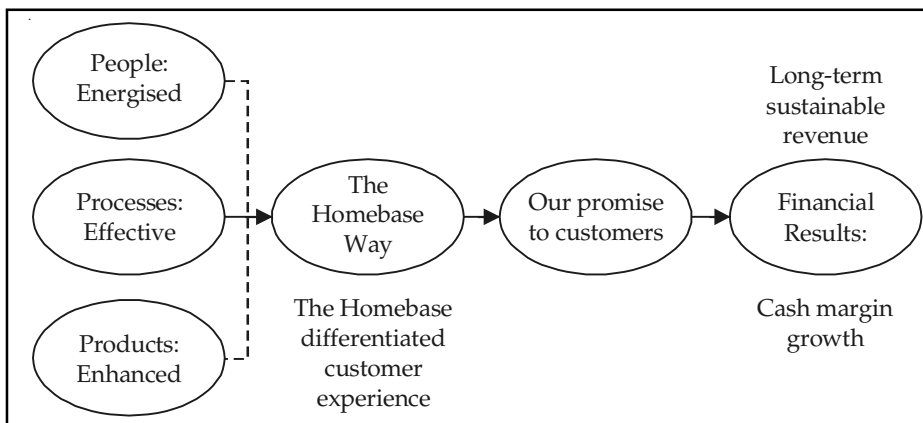 People:
Energised
Processes:
Effective
Products:
Enhanced
The
Homebase
Way
The Homebase
differentiated
customer
experience
Our promise
to customers
Long-term
sustainable
revenue
Financial
Results:
Cash margin
growth